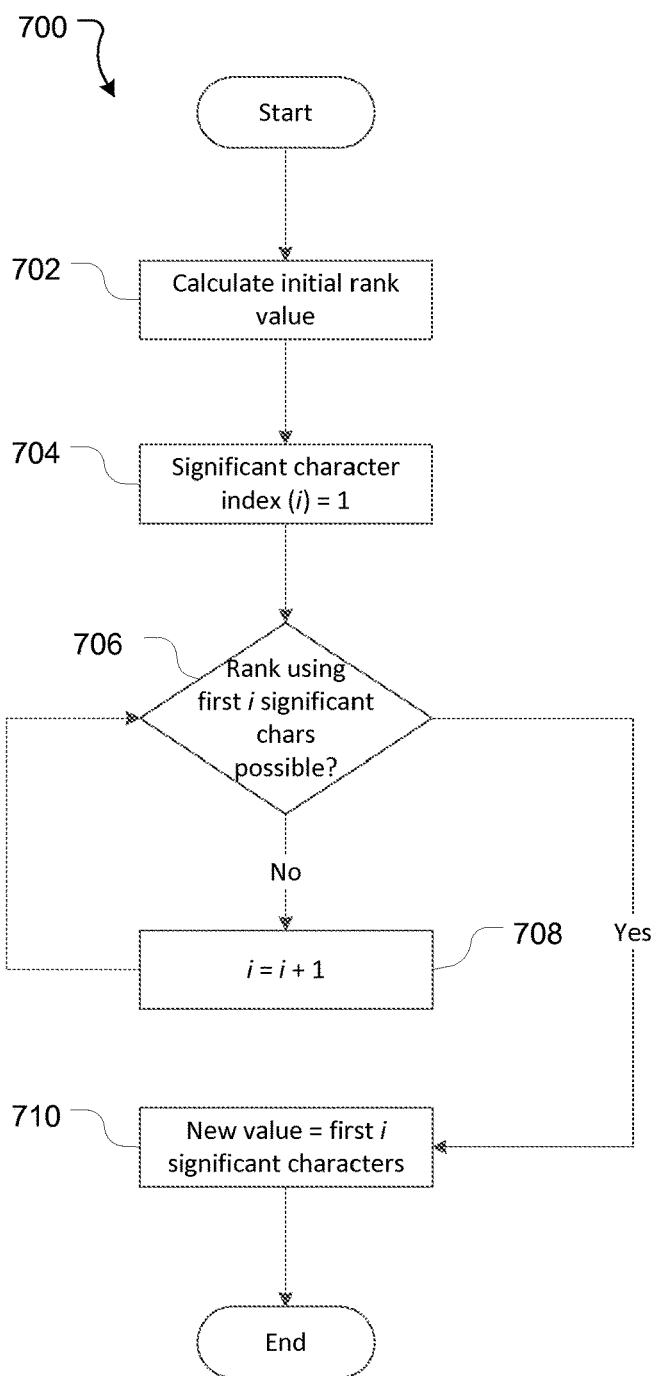 700
Start
702
Calculate initial rank
value
704
Significant character
index (i) = 1
706
Rank using
first i significant
chars
possible?
No
708
Yes
i = i + 1
710
New value = first i
significant characters
End